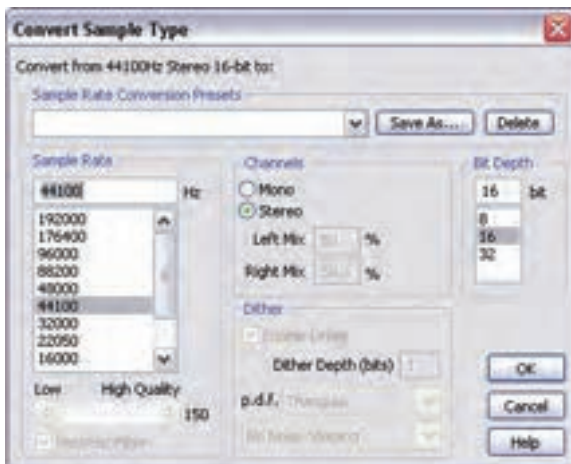 Convert Sample Type
Convert from 44100Hz Stereo 16-bit to:
Sample Rate Conversion Presets
Save As...
Delete
Sample Rate
44100 Hz
192000
176400
96000
88200
48000
44100
32000
22050
16000
Low High Quality
150
Channels
Mono
Stereo
Left Mix %
Right Mix %
Dither
Dither Depth (bits)
p.d.f.
Bit Depth
16 bit
8
16
32
OK
Cancel
Help